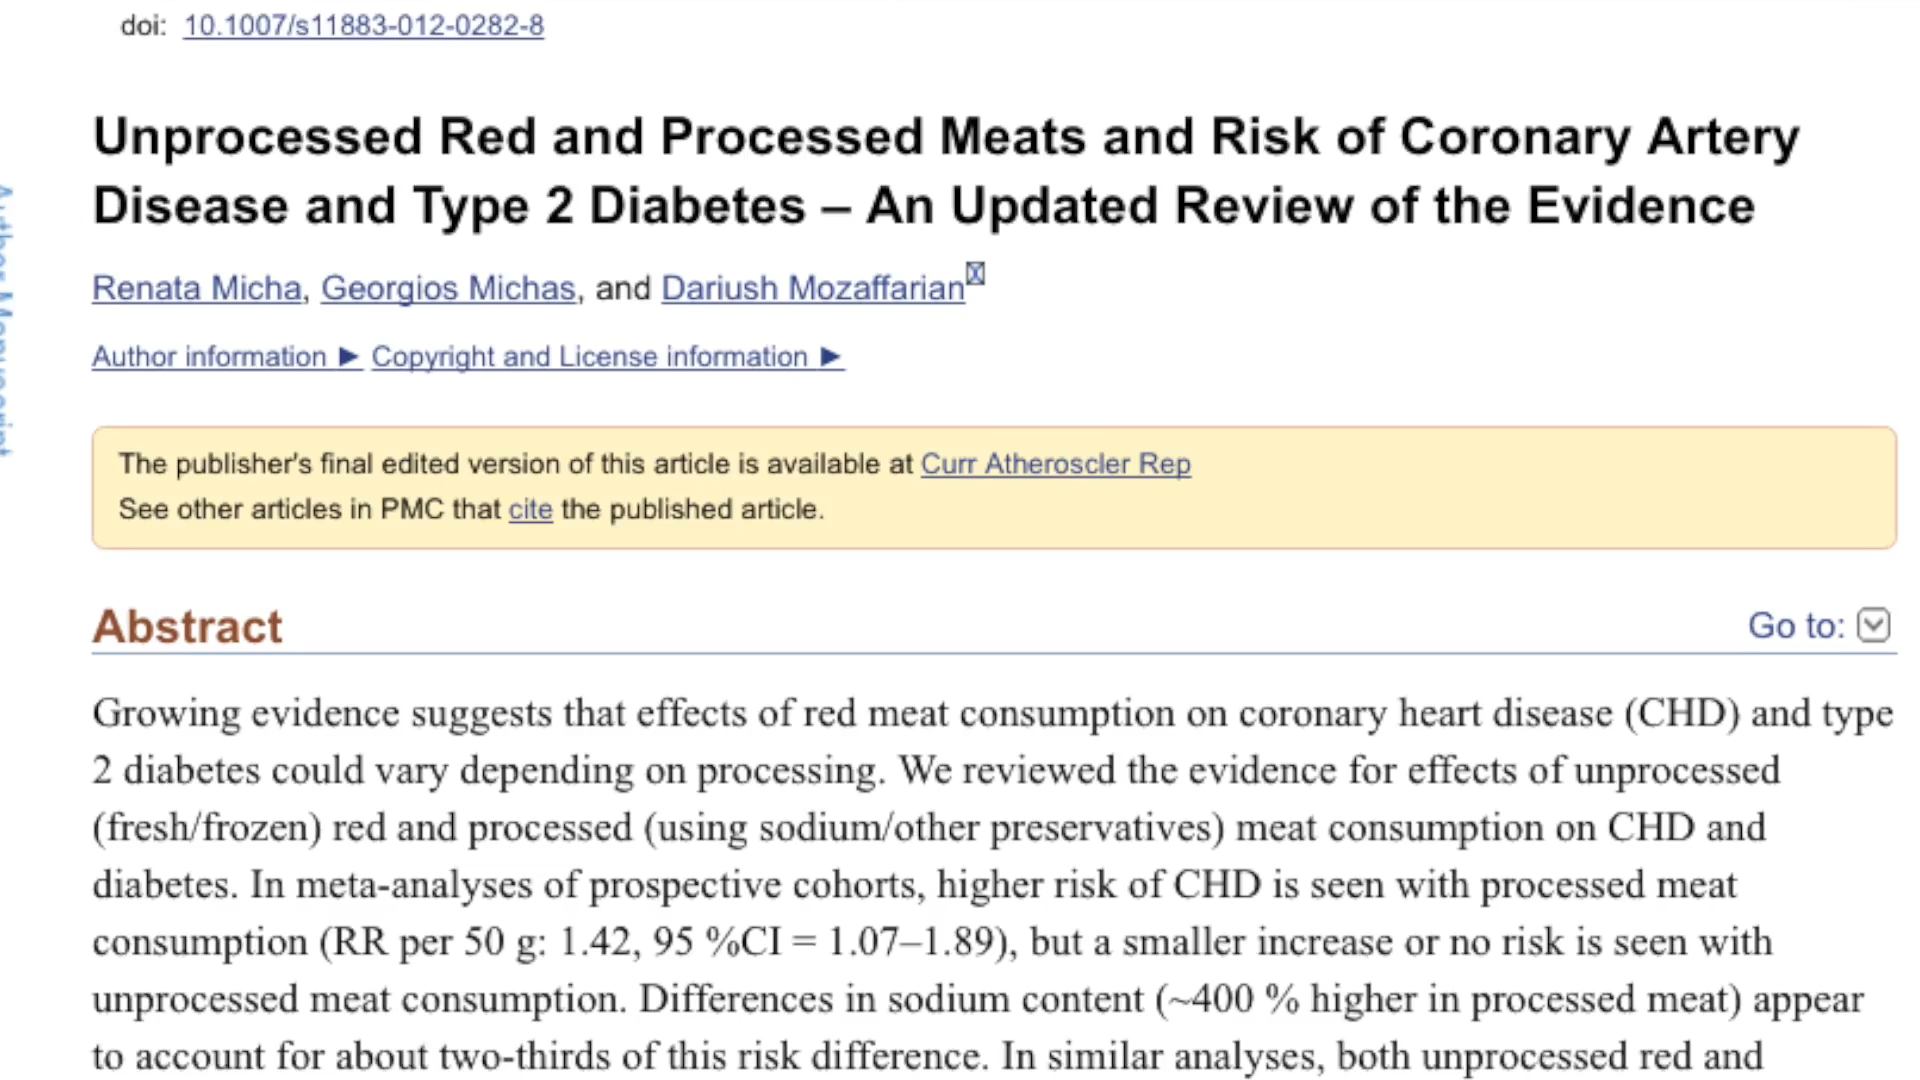 doi: 10.1007/s11883-012-0282-8
Unprocessed Red and Processed Meats and Risk of Coronary Artery
Disease and Type 2 Diabetes – An Updated Review of the Evidence
Renata Micha, Georgios Michas, and Dariush Mozaffarian
Author information ► Copyright and License information ►
The publisher's final edited version of this article is available at Curr Atheroscler Rep
See other articles in PMC that cite the published article.
Abstract
Go to:
Growing evidence suggests that effects of red meat consumption on coronary heart disease (CHD) and type
2 diabetes could vary depending on processing. We reviewed the evidence for effects of unprocessed
(fresh/frozen) red and processed (using sodium/other preservatives) meat consumption on CHD and
diabetes. In meta-analyses of prospective cohorts, higher risk of CHD is seen with processed meat
consumption (RR per 50 g: 1.42, 95 %CI = 1.07–1.89), but a smaller increase or no risk is seen with
unprocessed meat consumption. Differences in sodium content (~400 % higher in processed meat) appear
to account for about two-thirds of this risk difference. In similar analyses, both unprocessed red and